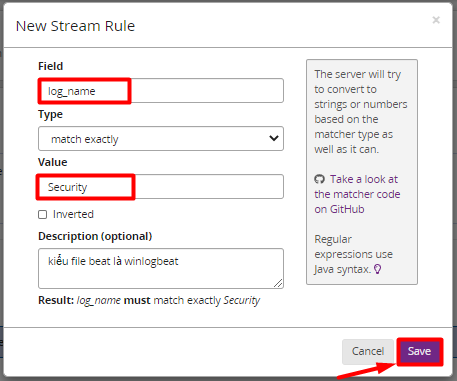 New Stream Rule
×
Field
log_name
Type
match exactly
Value
Security
Inverted
Description (optional)
kiểu file beat là winlogbeat
Result: log_name must match exactly Security
The server will try
to convert to
strings or numbers
based on the
matcher type as
well as it can.
Take a look at
the matcher code
on GitHub
Regular
expressions use
Java syntax.
Cancel
Save